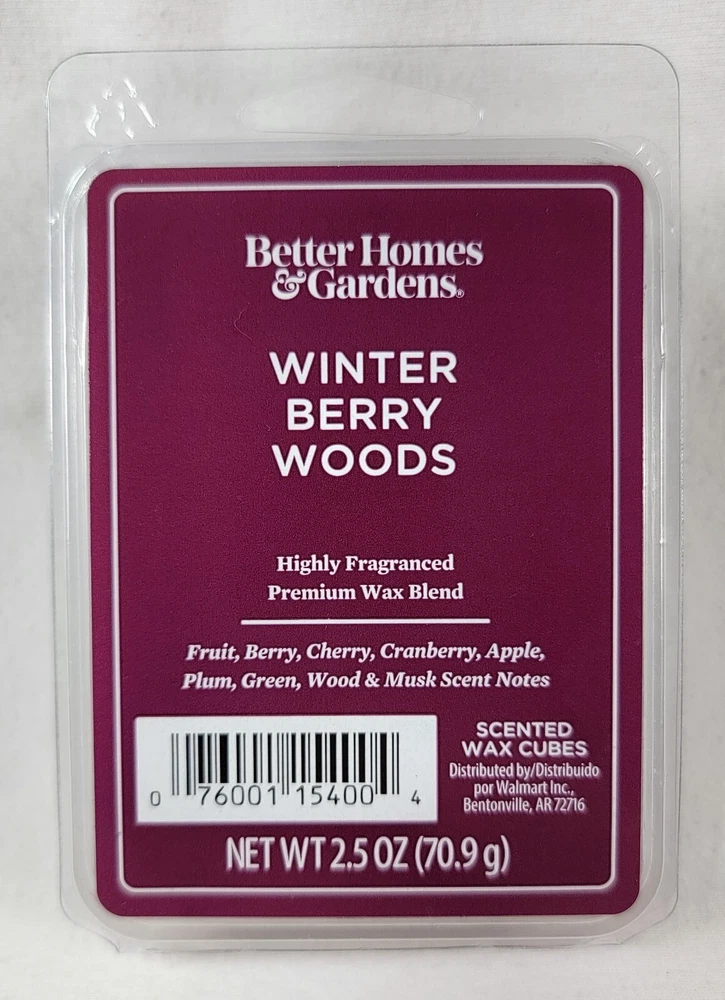 Better Homes
& Gardens®
WINTER
BERRY
WOODS
Highly Fragranced
Premium Wax Blend
Fruit, Berry, Cherry, Cranberry, Apple,
Plum, Green, Wood & Musk Scent Notes
0 76001 15400 4
SCENTED
WAX CUBES
Distributed by/Distribuido
por Walmart Inc.,
Bentonville, AR 72716
NET WT 2.5 OZ (70.9 g)